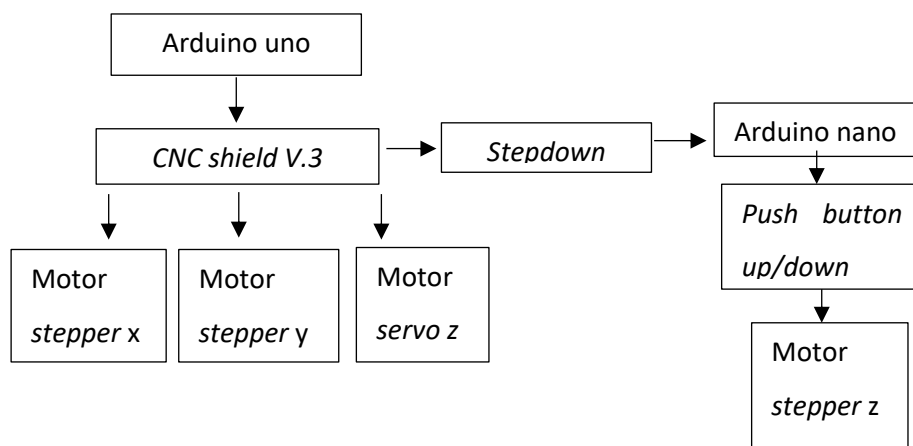 Arduino uno
CNC shield V.3
Stepdown
Arduino nano
Motor
stepper x
Motor
stepper y
Motor
servo z
Push button
up/down
Motor
stepper z